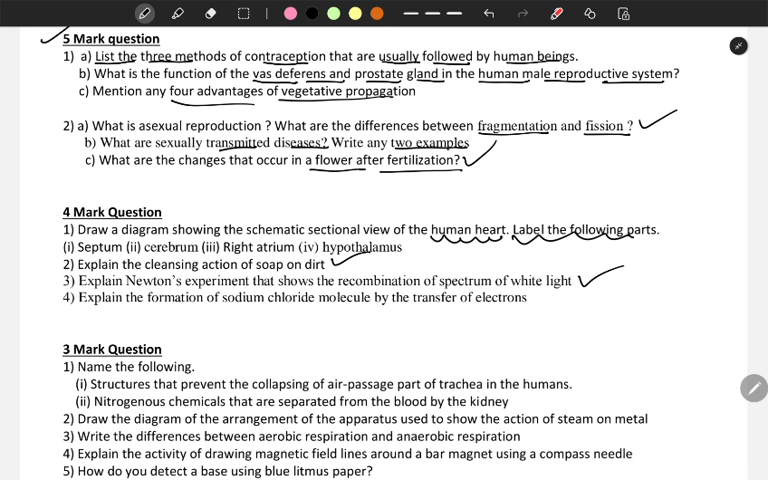 5 Mark question
1) a) List the three methods of contraception that are usually followed by human beings.
b) What is the function of the vas deferens and prostate gland in the human male reproductive system?
c) Mention any four advantages of vegetative propagation
2) a) What is asexual reproduction ? What are the differences between fragmentation and fission ?
b) What are sexually transmitted diseases? Write any two examples
c) What are the changes that occur in a flower after fertilization?
4 Mark Question
1) Draw a diagram showing the schematic sectional view of the human heart. Label the following parts.
(i) Septum (ii) cerebrum (iii) Right atrium (iv) hypothalamus
2) Explain the cleansing action of soap on dirt
3) Explain Newton's experiment that shows the recombination of spectrum of white light
4) Explain the formation of sodium chloride molecule by the transfer of electrons
3 Mark Question
1) Name the following.
(i) Structures that prevent the collapsing of air-passage part of trachea in the humans.
(ii) Nitrogenous chemicals that are separated from the blood by the kidney
2) Draw the diagram of the arrangement of the apparatus used to show the action of steam on metal
3) Write the differences between aerobic respiration and anaerobic respiration
4) Explain the activity of drawing magnetic field lines around a bar magnet using a compass needle
5) How do you detect a base using blue litmus paper?